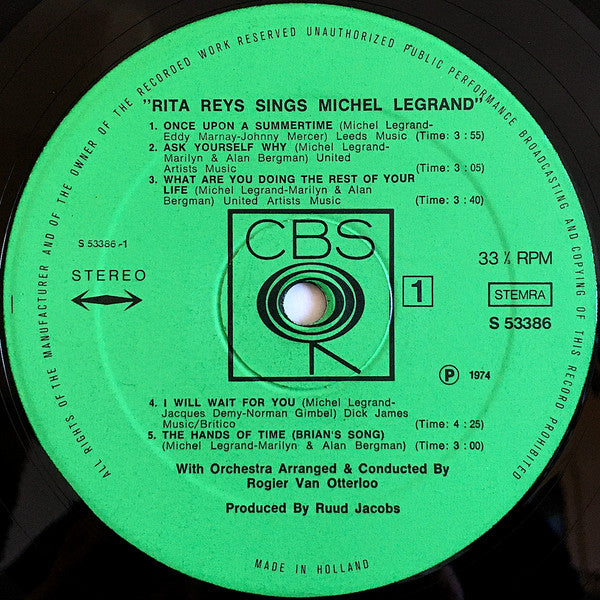 ALL RIGHTS OF THE MANUFACTURER AND OF THE OWNER OF THE RECORDED WORK RESERVED UNAUTHORIZED PUBLIC PERFORMANCE BROADCASTING AND COPYING OF THIS RECORD PROHIBITED
"RITA REYS SINGS MICHEL LEGRAND"
1. ONCE UPON A SUMMERTIME (Michel Legrand-
Eddy Marnay-Johnny Mercer) Leeds Music (Time: 3 : 55)
2. ASK YOURSELF WHY (Michel Legrand-
Marilyn & Alan Bergman) United
Artists Music (Time: 3 : 05)
3. WHAT ARE YOU DOING THE REST OF YOUR
LIFE (Michel Legrand-Marilyn & Alan
Bergman) United Artists Music (Time: 3 : 40)
S 53386-1
STEREO
CBS
33⅓ RPM
1
STEMRA
S 53386
P 1974
4. I WILL WAIT FOR YOU (Michel Legrand-
Jacques Demy-Norman Gimbel) Dick James
Music/Britico (Time: 4 : 25)
5. THE HANDS OF TIME (BRIAN'S SONG)
(Michel Legrand-Marilyn & Alan Bergman) (Time: 3 : 00)
With Orchestra Arranged & Conducted By
Rogier Van Otterloo
Produced By Ruud Jacobs
MADE IN HOLLAND